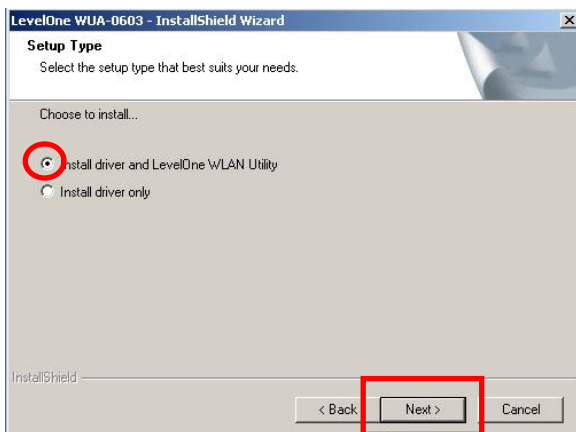 LevelOne WUA-0603 - InstallShield Wizard
Setup Type
Select the setup type that best suits your needs.
Choose to install...
Install driver and LevelOne WLAN Utility
Install driver only
InstallShield
< Back Next > Cancel